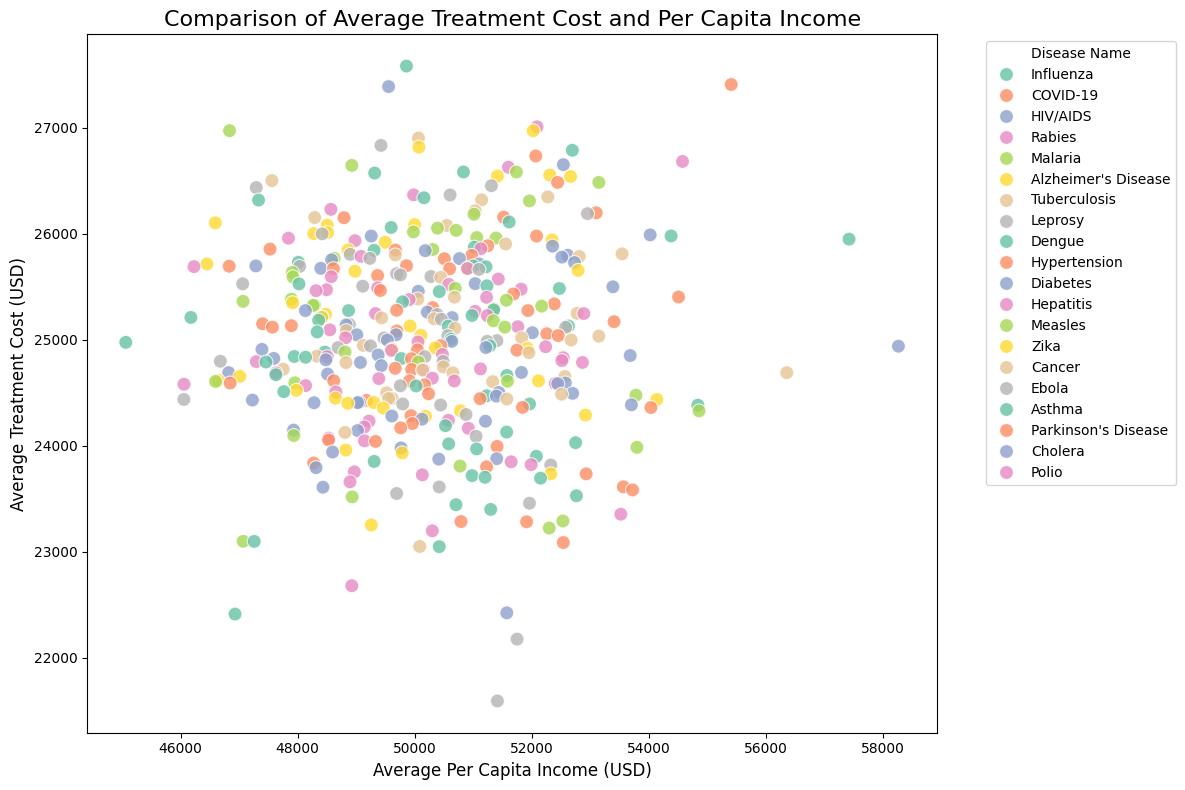 Comparison of Average Treatment Cost and Per Capita Income
Average Treatment Cost (USD)
27000
26000
25000
24000
23000
22000
46000 48000 50000 52000 54000 56000 58000
Average Per Capita Income (USD)
Disease Name
Influenza
COVID-19
HIV/AIDS
Rabies
Malaria
Alzheimer's Disease
Tuberculosis
Leprosy
Dengue
Hypertension
Diabetes
Hepatitis
Measles
Zika
Cancer
Ebola
Asthma
Parkinson's Disease
Cholera
Polio